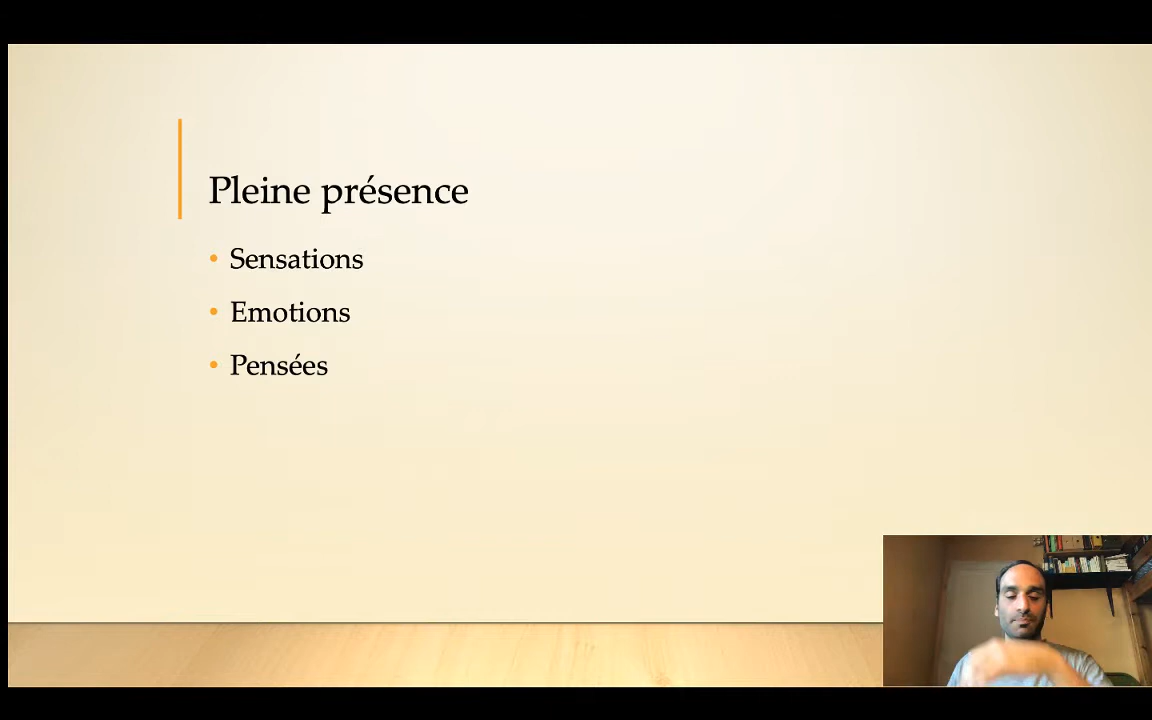 Pleine présence
• Sensations
• Emotions
• Pensées